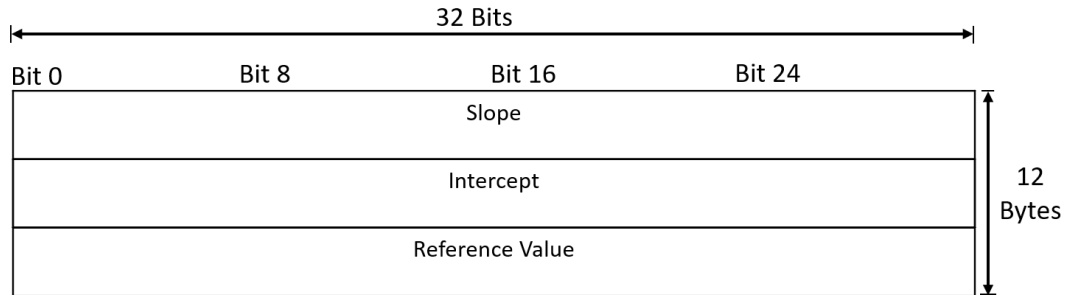 32 Bits
Bit 0 Bit 8 Bit 16 Bit 24
Slope
Intercept
12
Bytes
Reference Value